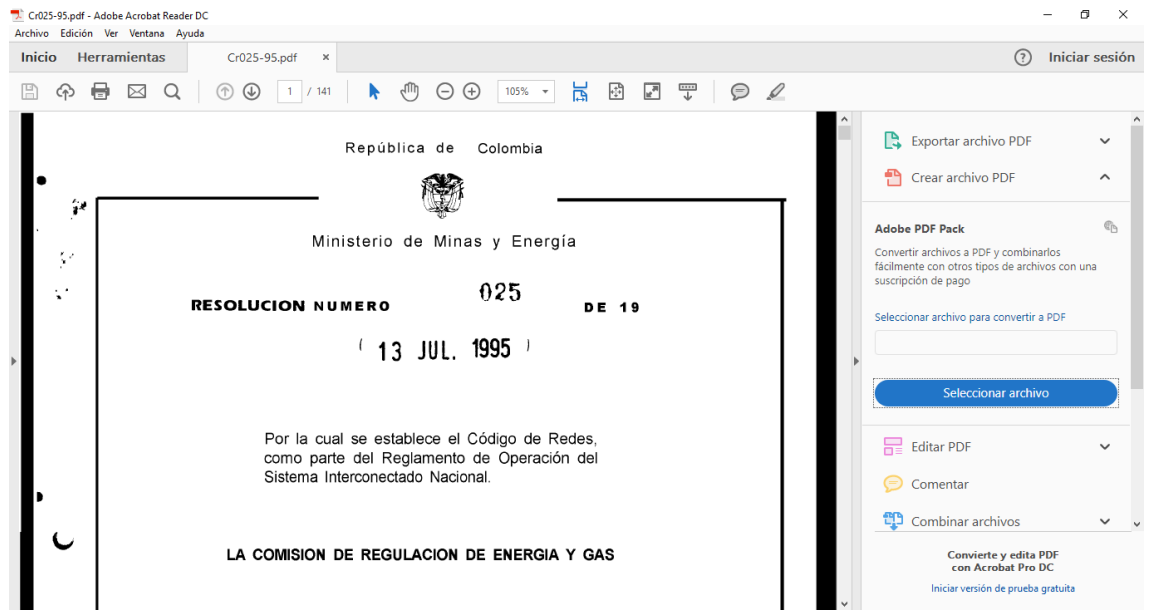 Cr025-95.pdf - Adobe Acrobat Reader DC
Archivo Edición Ver Ventana Ayuda
Inicio Herramientas Cr025-95.pdf × ? Iniciar sesión
1 / 141 105%
República de Colombia
Ministerio de Minas y Energía
RESOLUCION NUMERO 025 DE 19
( 13 JUL. 1995 )
Por la cual se establece el Código de Redes,
como parte del Reglamento de Operación del
Sistema Interconectado Nacional.
LA COMISION DE REGULACION DE ENERGIA Y GAS
Exportar archivo PDF
Crear archivo PDF
Adobe PDF Pack
Convertir archivos a PDF y combinarlos
fácilmente con otros tipos de archivos con una
suscripción de pago
Seleccionar archivo para convertir a PDF
Seleccionar archivo
Editar PDF
Comentar
Combinar archivos
Convierte y edita PDF
con Acrobat Pro DC
Iniciar versión de prueba gratuita